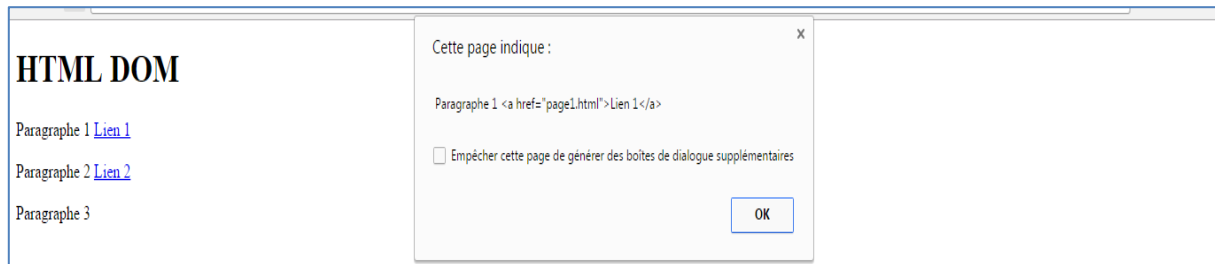 HTML DOM
Paragraphe 1 Lien 1
Paragraphe 2 Lien 2
Paragraphe 3
Cette page indique :
x
Paragraphe 1 <a href="page1.html">Lien 1</a>
Empêcher cette page de générer des boîtes de dialogue supplémentaires
OK